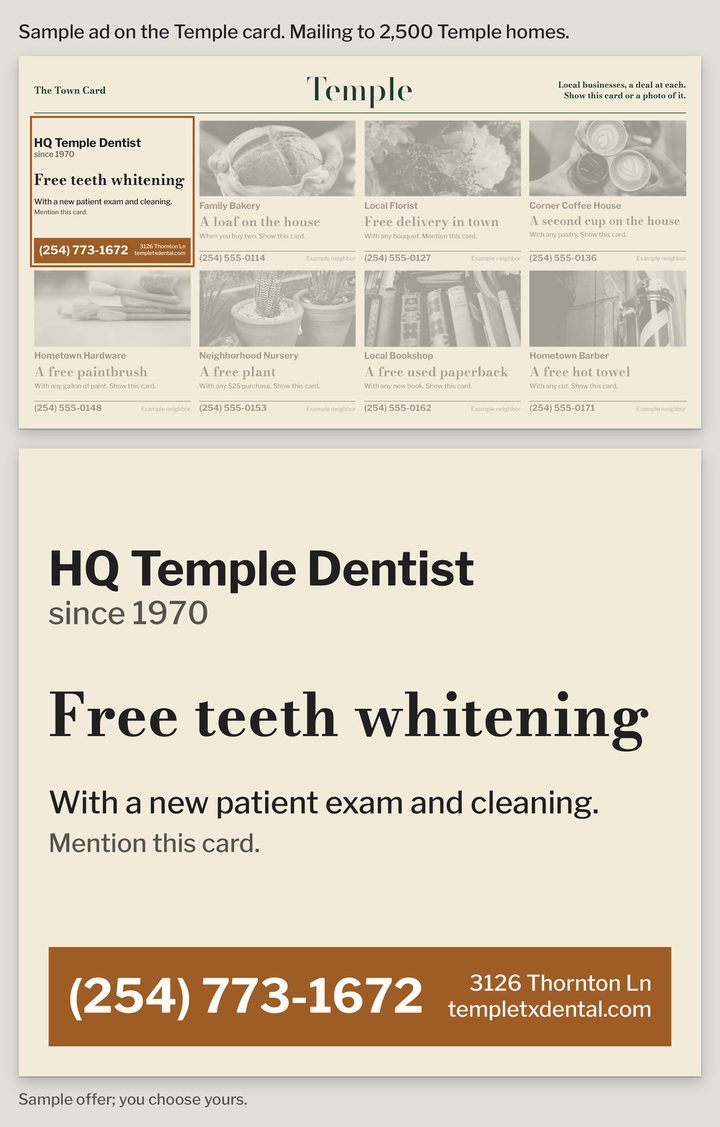 Sample ad on the Temple card. Mailing to 2,500 Temple homes.
The Town Card
Temple
Local businesses, a deal at each.
Show this card or a photo of it.
HQ Temple Dentist
since 1970
Free teeth whitening
With a new patient exam and cleaning.
Mention this card.
(254) 773-1672
3126 Thornton Ln
templetxdental.com
Family Bakery
A loaf on the house
When you buy two. Show this card.
(254) 555-0114
Example neighbor
Local Florist
Free delivery in town
With any bouquet. Mention this card.
(254) 555-0127
Example neighbor
Corner Coffee House
A second cup on the house
With any pastry. Show this card.
(254) 555-0136
Example neighbor
Hometown Hardware
A free paintbrush
With any gallon of paint. Show this card.
(254) 555-0148
Example neighbor
Neighborhood Nursery
A free plant
With any $25 purchase. Show this card.
(254) 555-0153
Example neighbor
Local Bookshop
A free used paperback
With any new book. Show this card.
(254) 555-0162
Example neighbor
Hometown Barber
A free hot towel
With any cut. Show this card.
(254) 555-0171
Example neighbor
HQ Temple Dentist
since 1970
Free teeth whitening
With a new patient exam and cleaning.
Mention this card.
(254) 773-1672
3126 Thornton Ln
templetxdental.com
Sample offer; you choose yours.